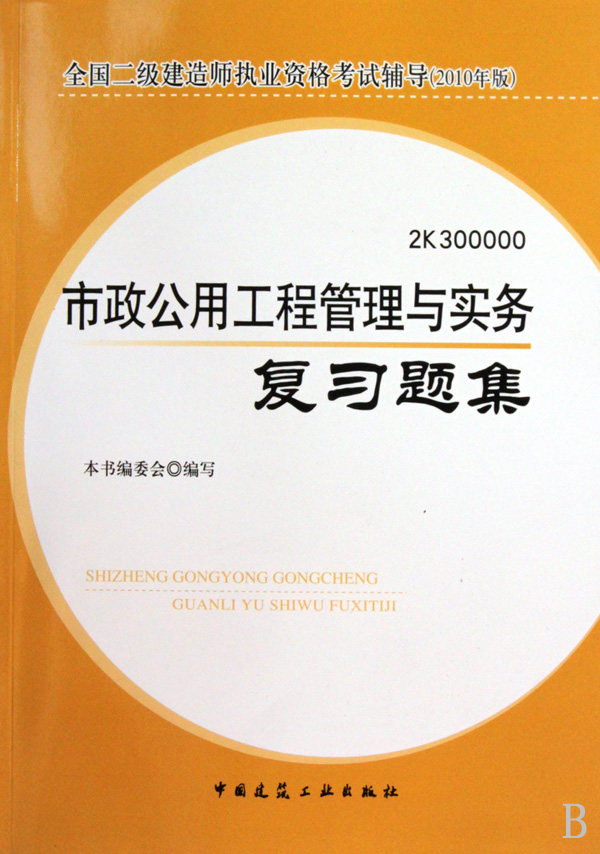 全国二级建造师执业资格考试辅导(2010年版)
2K300000
市政公用工程管理与实务
复习题集
本书编委会◎编写
SHIZHENG GONGYONG GONGCHENG
GUANLI YU SHIWU FUXITIJI
中国建筑工业出版社
B